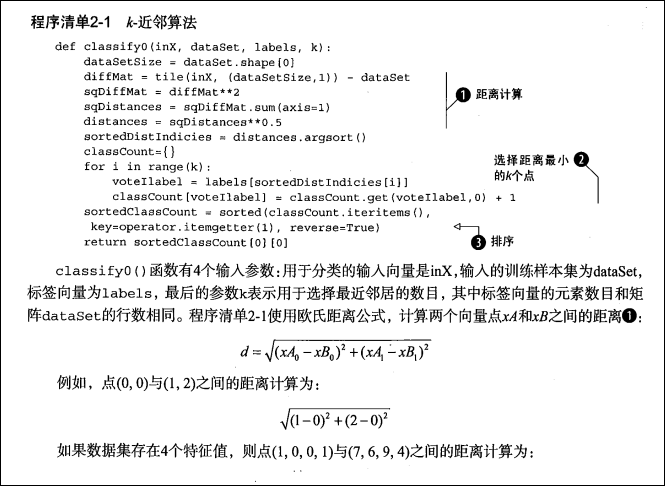 程序清单2-1 k-近邻算法
def classify0(inX, dataSet, labels, k):
    dataSetSize = dataSet.shape[0]
    diffMat = tile(inX, (dataSetSize,1)) - dataSet
    sqDiffMat = diffMat**2
❶ 距离计算
    sqDistances = sqDiffMat.sum(axis=1)
    distances = sqDistances**0.5
    sortedDistIndicies = distances.argsort()
    classCount={}
    for i in range(k):
选择距离最小 ❷
的k个点
        voteIlabel = labels[sortedDistIndicies[i]]
        classCount[voteIlabel] = classCount.get(voteIlabel,0) + 1
    sortedClassCount = sorted(classCount.iteritems(),
     key=operator.itemgetter(1), reverse=True)
❸ 排序
    return sortedClassCount[0][0]
classify0()函数有4个输入参数：用于分类的输入向量是inX，输入的训练样本集为dataSet，
标签向量为labels，最后的参数k表示用于选择最近邻居的数目，其中标签向量的元素数目和矩
阵dataSet的行数相同。程序清单2-1使用欧氏距离公式，计算两个向量点xA和xB之间的距离❶：
d = √((xA₀ − xB₀)² + (xA₁ − xB₁)²)
例如，点(0, 0)与(1, 2)之间的距离计算为：
√((1−0)² + (2−0)²)
如果数据集存在4个特征值，则点(1, 0, 0, 1)与(7, 6, 9, 4)之间的距离计算为：